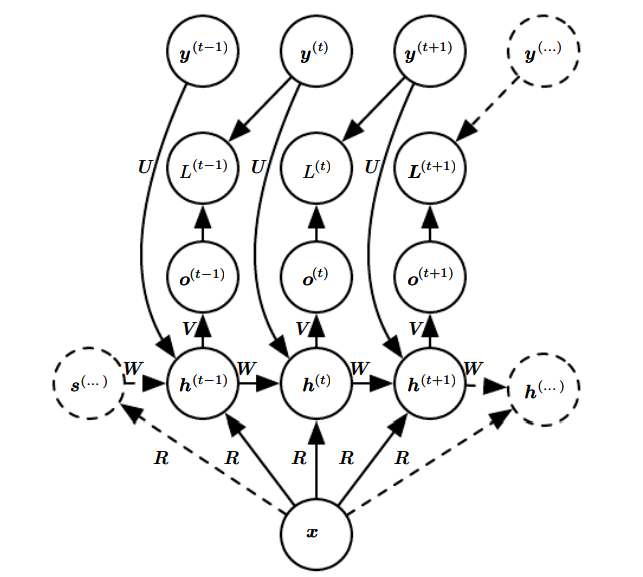 y^(t−1) y^(t) y^(t+1) y^(...)
U L^(t−1) U L^(t) U L^(t+1)
o^(t−1) o^(t) o^(t+1)
V V V
s^(...) W h^(t−1) W h^(t) W h^(t+1) W h^(...)
R R R R R
x